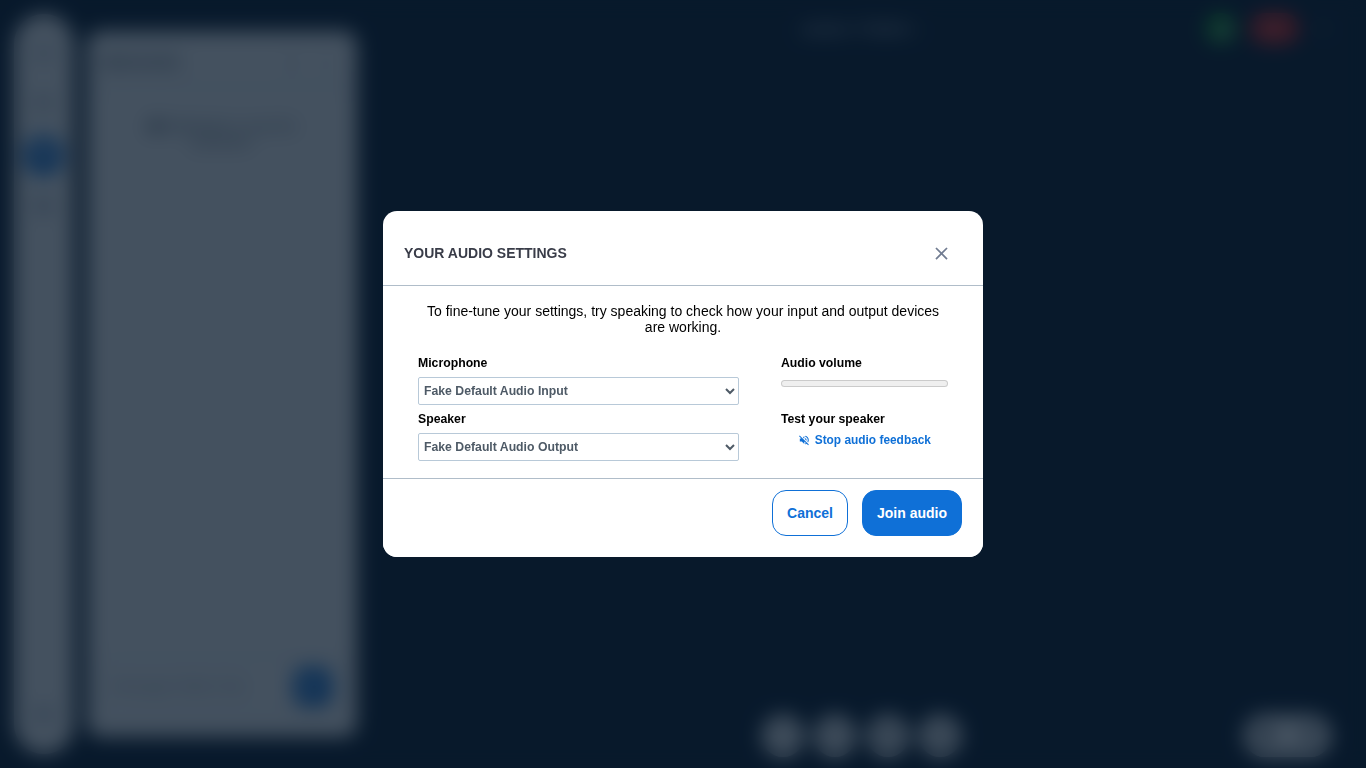 YOUR AUDIO SETTINGS
To fine-tune your settings, try speaking to check how your input and output devices
are working.
Microphone
Audio volume
Fake Default Audio Input
Speaker
Test your speaker
Fake Default Audio Output
Stop audio feedback
Cancel
Join audio